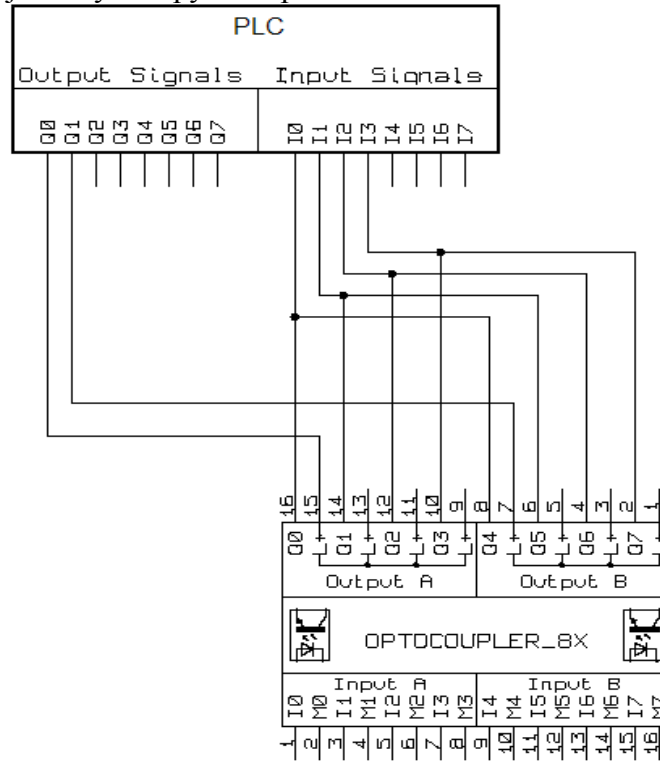 PLC
Output Signals Input Signals
Q0 Q1 Q2 Q3 Q4 Q5 Q6 Q7 I0 I1 I2 I3 I4 I5 I6 I7
16 15 14 13 12 11 10 9 8 7 6 5 4 3 2 1
Q0 L+ Q1 L+ Q2 L+ Q3 L+ Q4 L+ Q5 L+ Q6 L+ Q7 L+
Output A Output B
OPTOCOUPLER_8X
Input A Input B
I0 M0 I1 M1 I2 M2 I3 M3 I4 M4 I5 M5 I6 M6 I7 M7
1 2 3 4 5 6 7 8 9 10 11 12 13 14 15 16